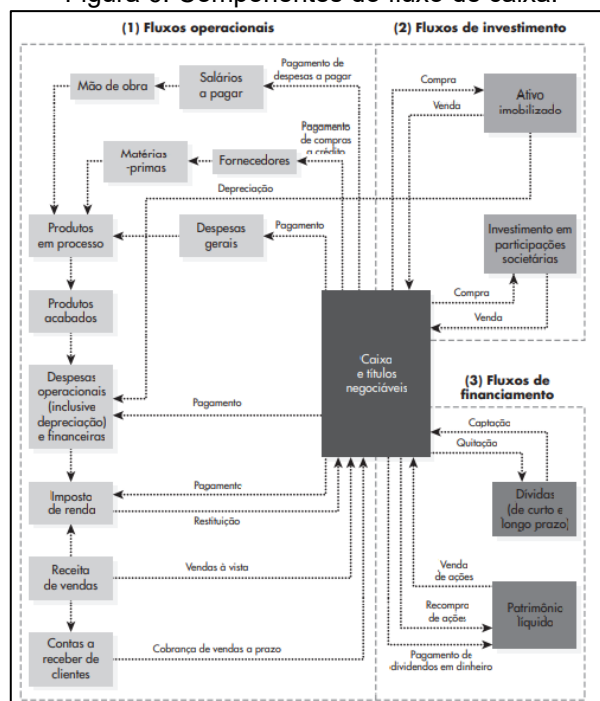 Figura 6. Componentes do fluxo de caixa.
(1) Fluxos operacionais
(2) Fluxos de investimento
Mão de obra
Salários
a pagar
Pagamento de
despesas a pagar
Compra
Venda
Ativo
imobilizado
Matérias
-primas
Fornecedores
Pagamento
de compras
a crédito
Depreciação
Produtos
em processo
Despesas
gerais
Pagamento
Investimento em
participações
societárias
Compra
Venda
Produtos
acabados
Caixa
e títulos
negociáveis
Despesas
operacionais
(inclusive
depreciação)
e financeiras
Pagamento
(3) Fluxos de
financiamento
Captação
Quitação
Dívidas
(de curto e
longo prazo)
Imposto
de renda
Pagamento
Restituição
Receita
de vendas
Vendas à vista
Venda
de ações
Recompra
de ações
Patrimônio
líquido
Pagamento de
dividendos em dinheiro
Contas a
receber de
clientes
Cobrança de vendas a prazo